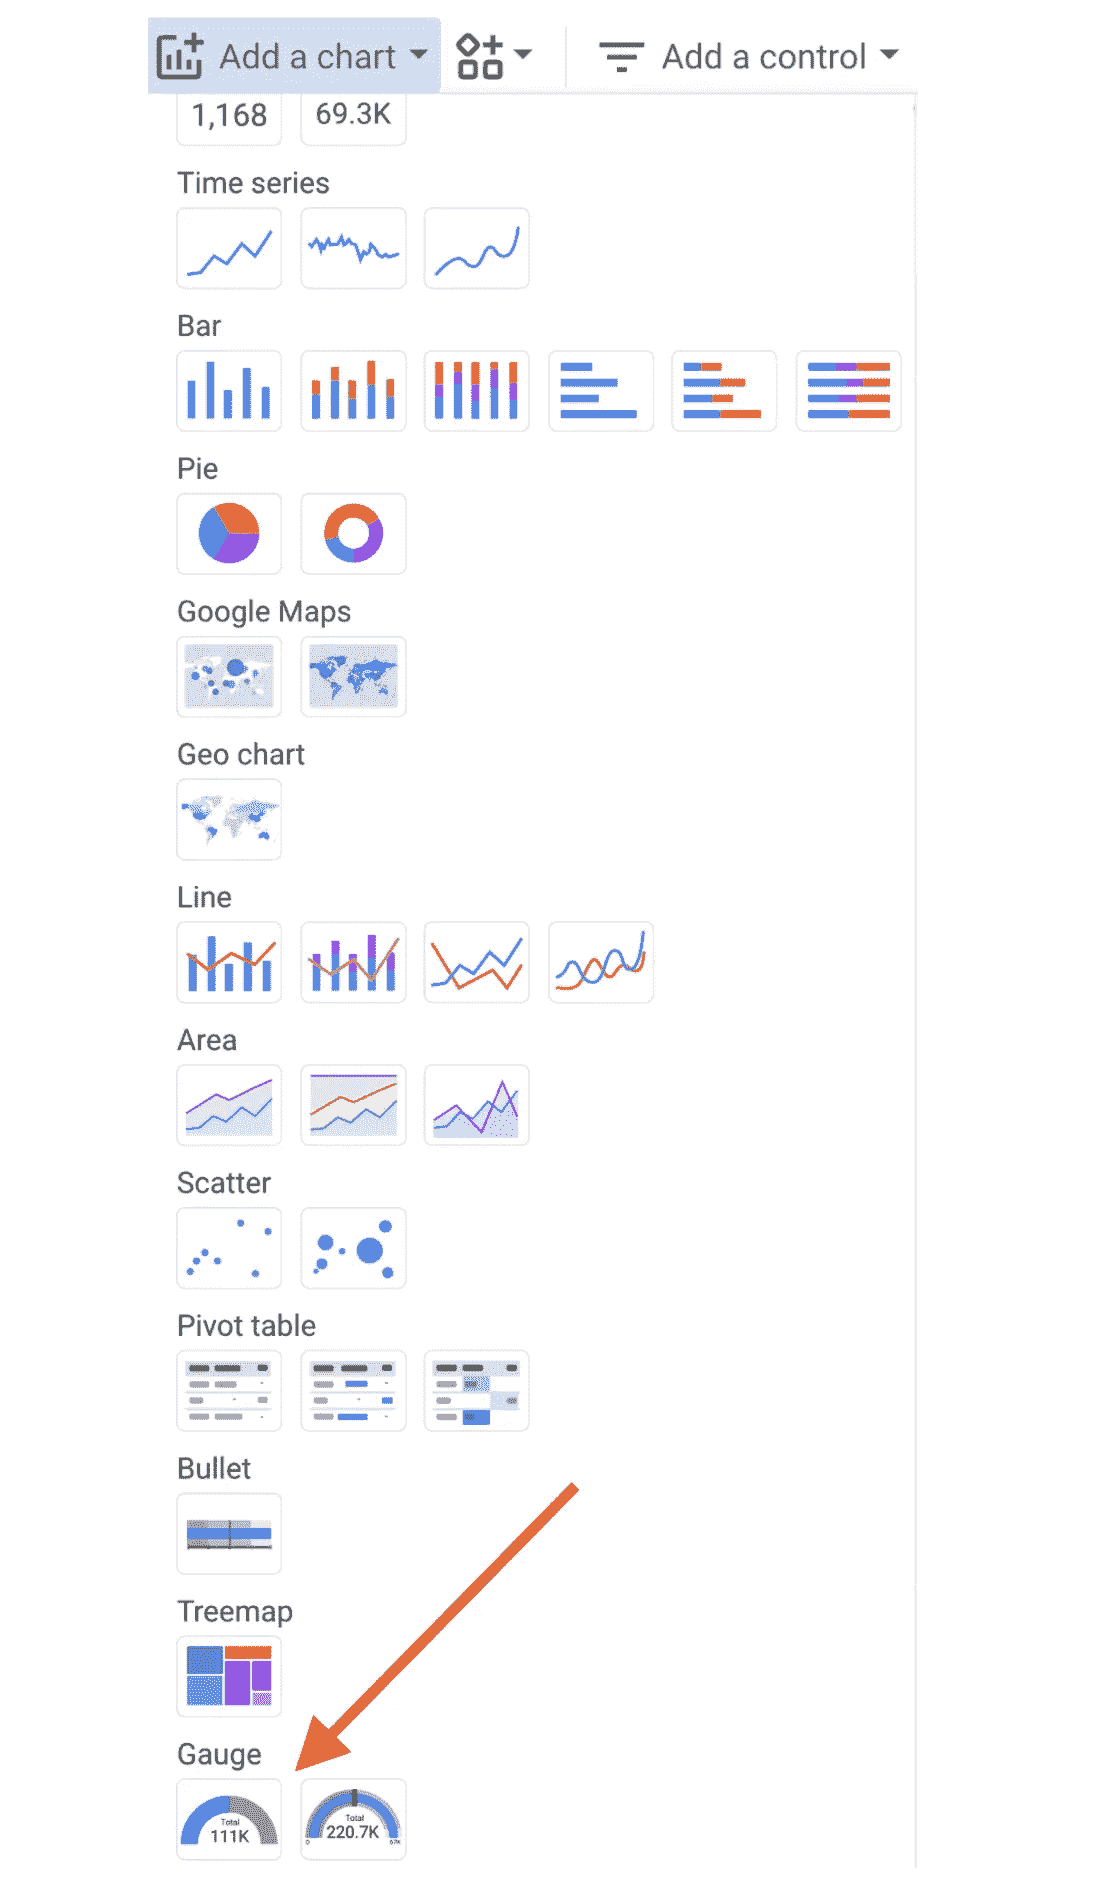 Add a chart Add a control
1,168 69.3K
Time series
Bar
Pie
Google Maps
Geo chart
Line
Area
Scatter
Pivot table
Bullet
Treemap
Gauge
Total Total
111K 220.7K
0